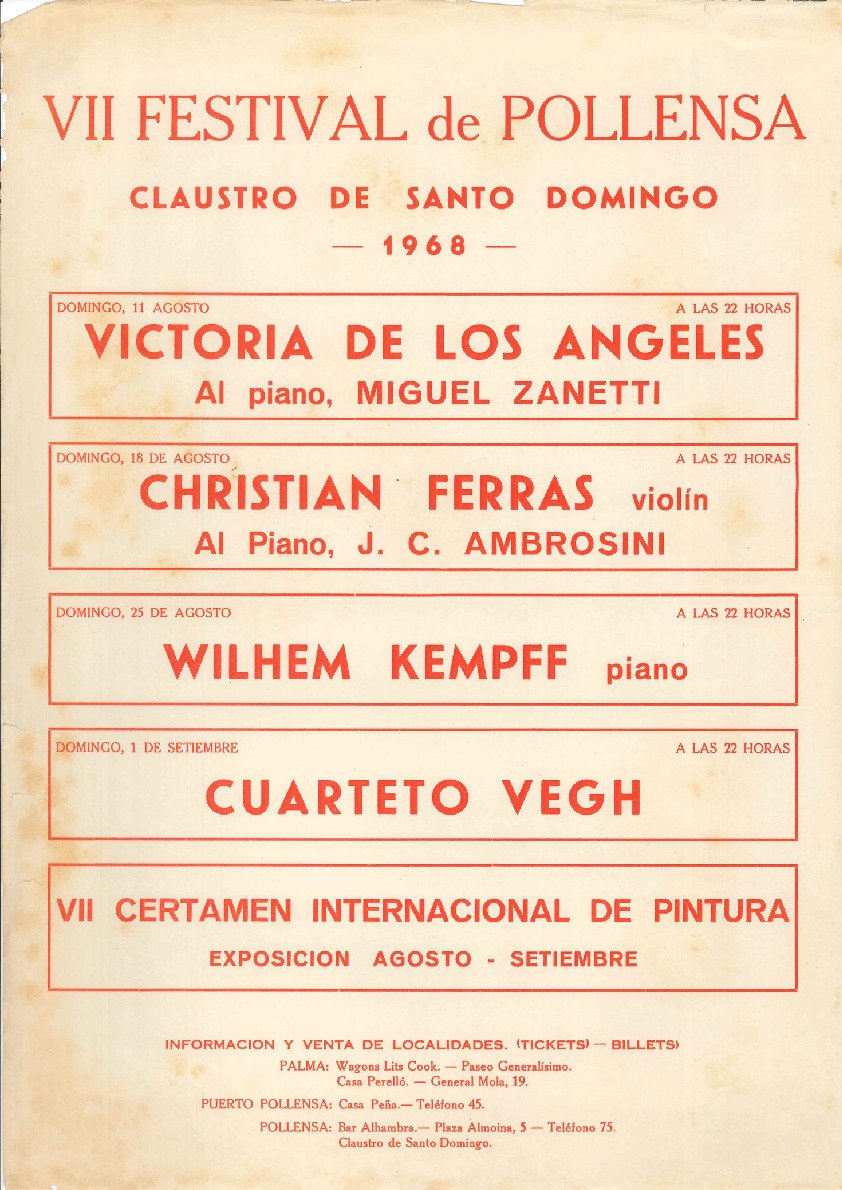 VII FESTIVAL de POLLENSA
CLAUSTRO DE SANTO DOMINGO
— 1968 —
DOMINGO, 11 AGOSTO A LAS 22 HORAS
VICTORIA DE LOS ANGELES
Al piano, MIGUEL ZANETTI
DOMINGO, 18 DE AGOSTO A LAS 22 HORAS
CHRISTIAN FERRAS violín
Al Piano, J. C. AMBROSINI
DOMINGO, 25 DE AGOSTO A LAS 22 HORAS
WILHEM KEMPFF piano
DOMINGO, 1 DE SETIEMBRE A LAS 22 HORAS
CUARTETO VEGH
VII CERTAMEN INTERNACIONAL DE PINTURA
EXPOSICION AGOSTO - SETIEMBRE
INFORMACION Y VENTA DE LOCALIDADES. (TICKETS) — BILLETS)
PALMA: Wagons Lits Cook. — Paseo Generalísimo.
Casa Perelló. — General Mola, 19.
PUERTO POLLENSA: Casa Peña.— Teléfono 45.
POLLENSA: Bar Alhambra.— Plaza Almoina, 5 — Teléfono 75.
Claustro de Santo Domingo.